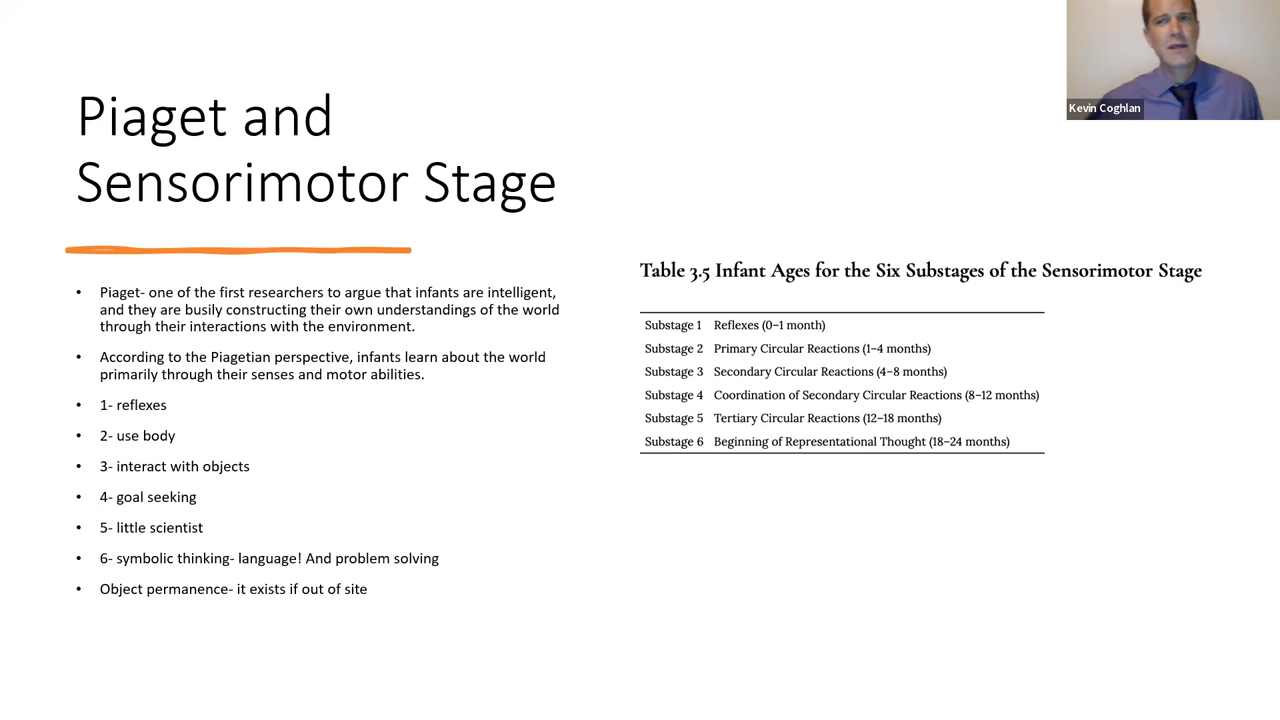 Piaget and
Sensorimotor Stage
• Piaget- one of the first researchers to argue that infants are intelligent,
and they are busily constructing their own understandings of the world
through their interactions with the environment.
• According to the Piagetian perspective, infants learn about the world
primarily through their senses and motor abilities.
• 1- reflexes
• 2- use body
• 3- interact with objects
• 4- goal seeking
• 5- little scientist
• 6- symbolic thinking- language! And problem solving
• Object permanence- it exists if out of site
Kevin Coghlan
Table 3.5 Infant Ages for the Six Substages of the Sensorimotor Stage
Substage 1 Reflexes (0–1 month)
Substage 2 Primary Circular Reactions (1–4 months)
Substage 3 Secondary Circular Reactions (4–8 months)
Substage 4 Coordination of Secondary Circular Reactions (8–12 months)
Substage 5 Tertiary Circular Reactions (12–18 months)
Substage 6 Beginning of Representational Thought (18–24 months)